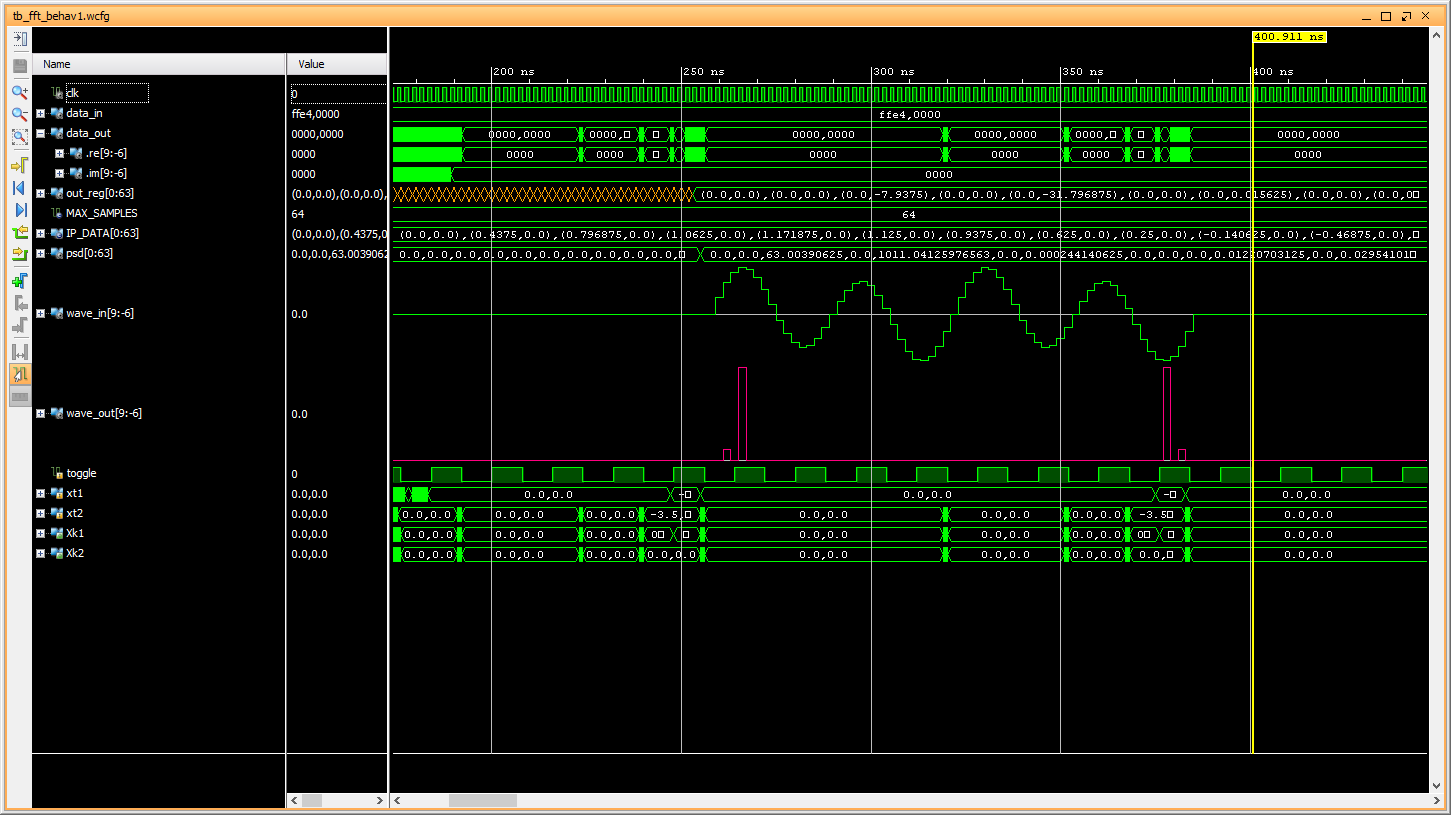 tb_fft_behav1.wcfg
400.911 ns
200 ns 250 ns 300 ns 350 ns 400 ns
Name Value
clk 0
data_in ffe4,0000 ffe4,0000
data_out 0000,0000 0000,0000 0000,□ □ 0000,0000 0000,0000 0000,□ □ 0000,0000
.re[9:-6] 0000 0000 0000 □ 0000 0000 0000 □ 0000
.im[9:-6] 0000 0000
out_reg[0:63] (0.0,0.0),(0.0,0.0), (0.0,0.0),(0.0,0.0),(0.0,-7.9375),(0.0,0.0),(0.0,-31.796875),(0.0,0.0),(0.0,0.015625),(0.0,0.0),(0.0,0.0□
MAX_SAMPLES 64 64
IP_DATA[0:63] (0.0,0.0),(0.4375,0 (0.0,0.0),(0.4375,0.0),(0.796875,0.0),(1.0625,0.0),(1.171875,0.0),(1.125,0.0),(0.9375,0.0),(0.625,0.0),(0.25,0.0),(-0.140625,0.0),(-0.46875,0.0),□
psd[0:63] 0.0,0.0,63.0039062 0.0,0.0,0.0,0.0,0.0,0.0,0.0,0.0,0.0,0.0,0.0,□ 0.0,0.0,63.00390625,0.0,1011.04125976563,0.0,0.000244140625,0.0,0.0,0.0,0.01220703125,0.0,0.02954101□
wave_in[9:-6] 0.0
wave_out[9:-6] 0.0
toggle 0
xt1 0.0,0.0 0.0,0.0 -□ 0.0,0.0 -□ 0.0,0.0
xt2 0.0,0.0 0.0,0.0 0.0,0.0 0.0,0.0 -3.5,□ 0.0,0.0 0.0,0.0 0.0,0.0 -3.5□ 0.0,0.0
Xk1 0.0,0.0 0.0,0.0 0.0,0.0 0.0,0.0 0□ □ 0.0,0.0 0.0,0.0 0.0,0.0 0□ □ 0.0,0.0
Xk2 0.0,0.0 0.0,0.0 0.0,0.0 0.0,0.0 0.0,0.0 0.0,0.0 0.0,0.0 0.0,0.0 0.0,□ 0.0,0.0